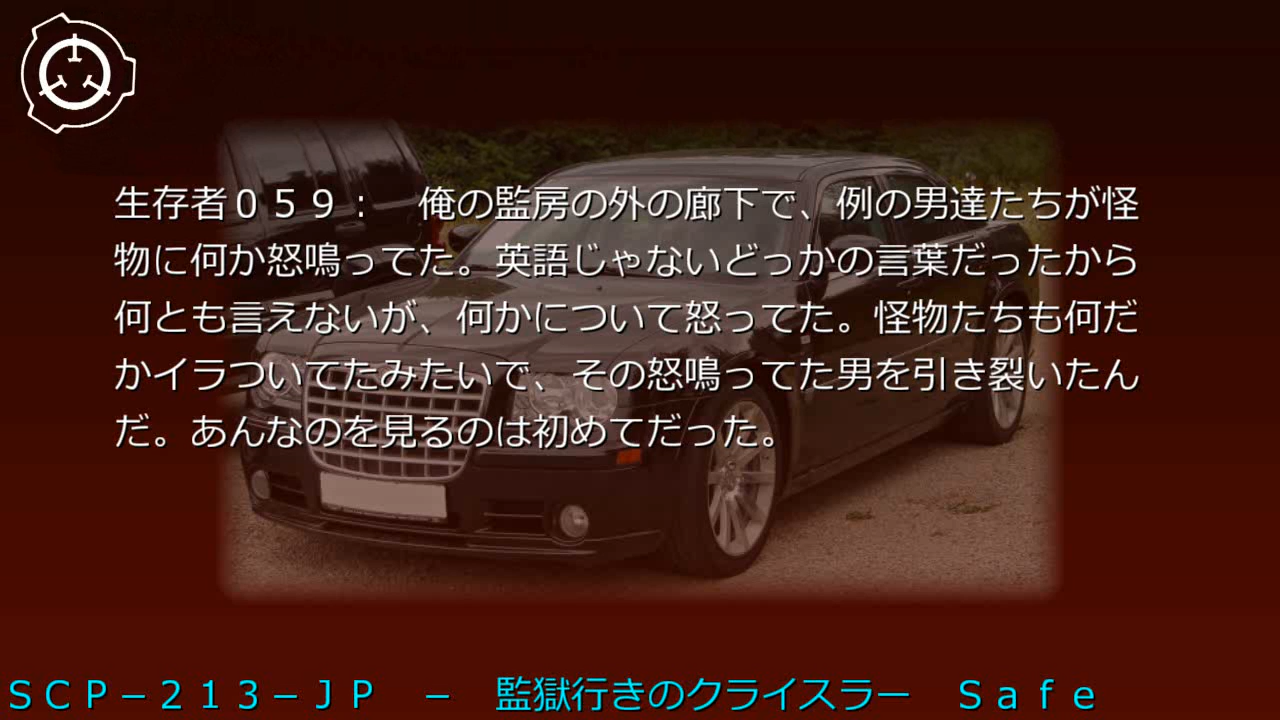 生存者０５９：　俺の監房の外の廊下で、例の男達たちが怪
物に何か怒鳴ってた。英語じゃないどっかの言葉だったから
何とも言えないが、何かについて怒ってた。怪物たちも何だ
かイラついてたみたいで、その怒鳴ってた男を引き裂いたん
だ。あんなのを見るのは初めてだった。
ＳＣＰ－２１３－ＪＰ　－　監獄行きのクライスラー　Ｓａｆｅ